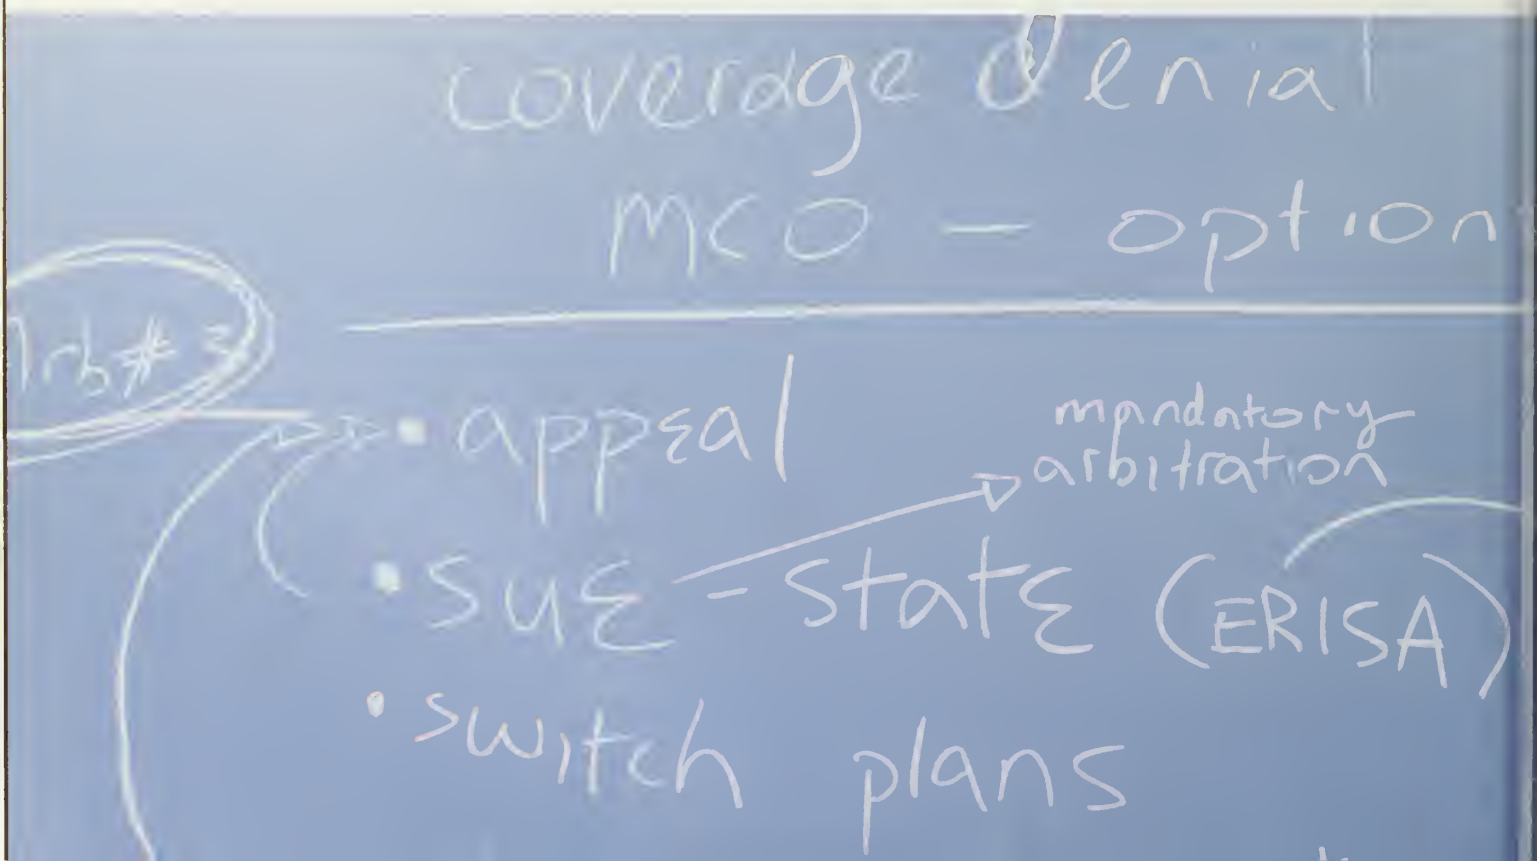 coverage denial
MCO — option
• appeal
mandatory
arbitration
• sue - state (ERISA)
• switch plans